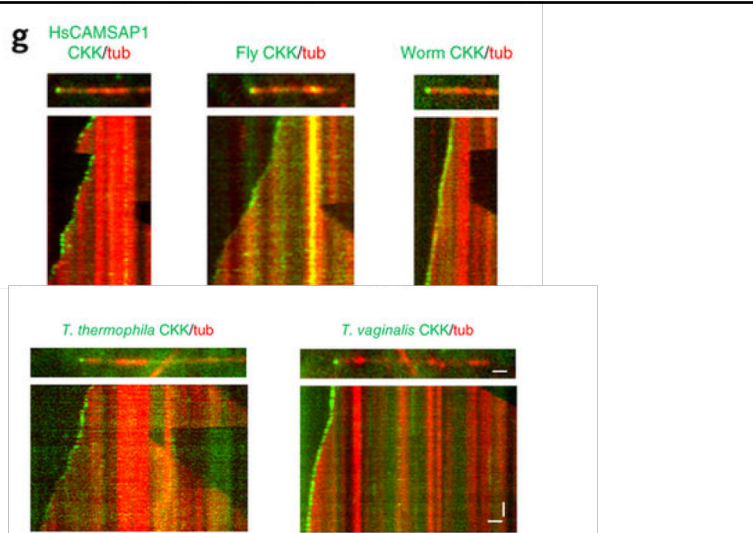 g
HsCAMSAP1
CKK/tub
Fly CKK/tub
Worm CKK/tub
T. thermophila CKK/tub
T. vaginalis CKK/tub